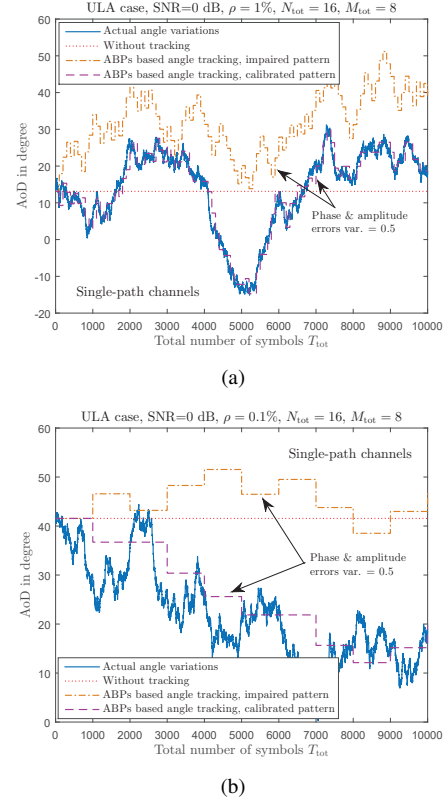 ULA case, SNR=0 dB, ρ = 1%, N_tot = 16, M_tot = 8
60
Actual angle variations
Without tracking
ABPs based angle tracking, impaired pattern
ABPs based angle tracking, calibrated pattern
50
40
30
20
10
0
-10
-20
AoD in degree
Phase & amplitude
errors var. = 0.5
Single-path channels
0 1000 2000 3000 4000 5000 6000 7000 8000 9000 10000
Total number of symbols T_tot
(a)
ULA case, SNR=0 dB, ρ = 0.1%, N_tot = 16, M_tot = 8
60
Single-path channels
50
40
30
20
10
0
AoD in degree
Phase & amplitude
errors var. = 0.5
Actual angle variations
Without tracking
ABPs based angle tracking, impaired pattern
ABPs based angle tracking, calibrated pattern
0 1000 2000 3000 4000 5000 6000 7000 8000 9000 10000
Total number of symbols T_tot
(b)